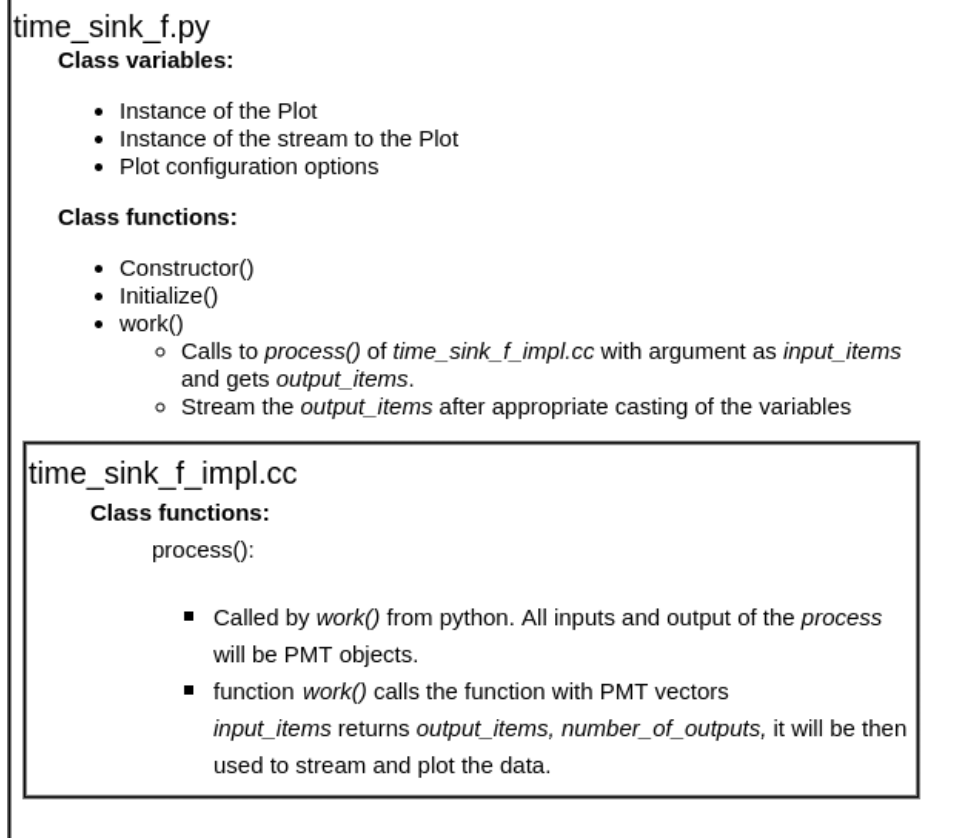 time_sink_f.py
Class variables:
• Instance of the Plot
• Instance of the stream to the Plot
• Plot configuration options
Class functions:
• Constructor()
• Initialize()
• work()
◦ Calls to process() of time_sink_f_impl.cc with argument as input_items
and gets output_items.
◦ Stream the output_items after appropriate casting of the variables
time_sink_f_impl.cc
Class functions:
process():
▪ Called by work() from python. All inputs and output of the process
will be PMT objects.
▪ function work() calls the function with PMT vectors
input_items returns output_items, number_of_outputs, it will be then
used to stream and plot the data.